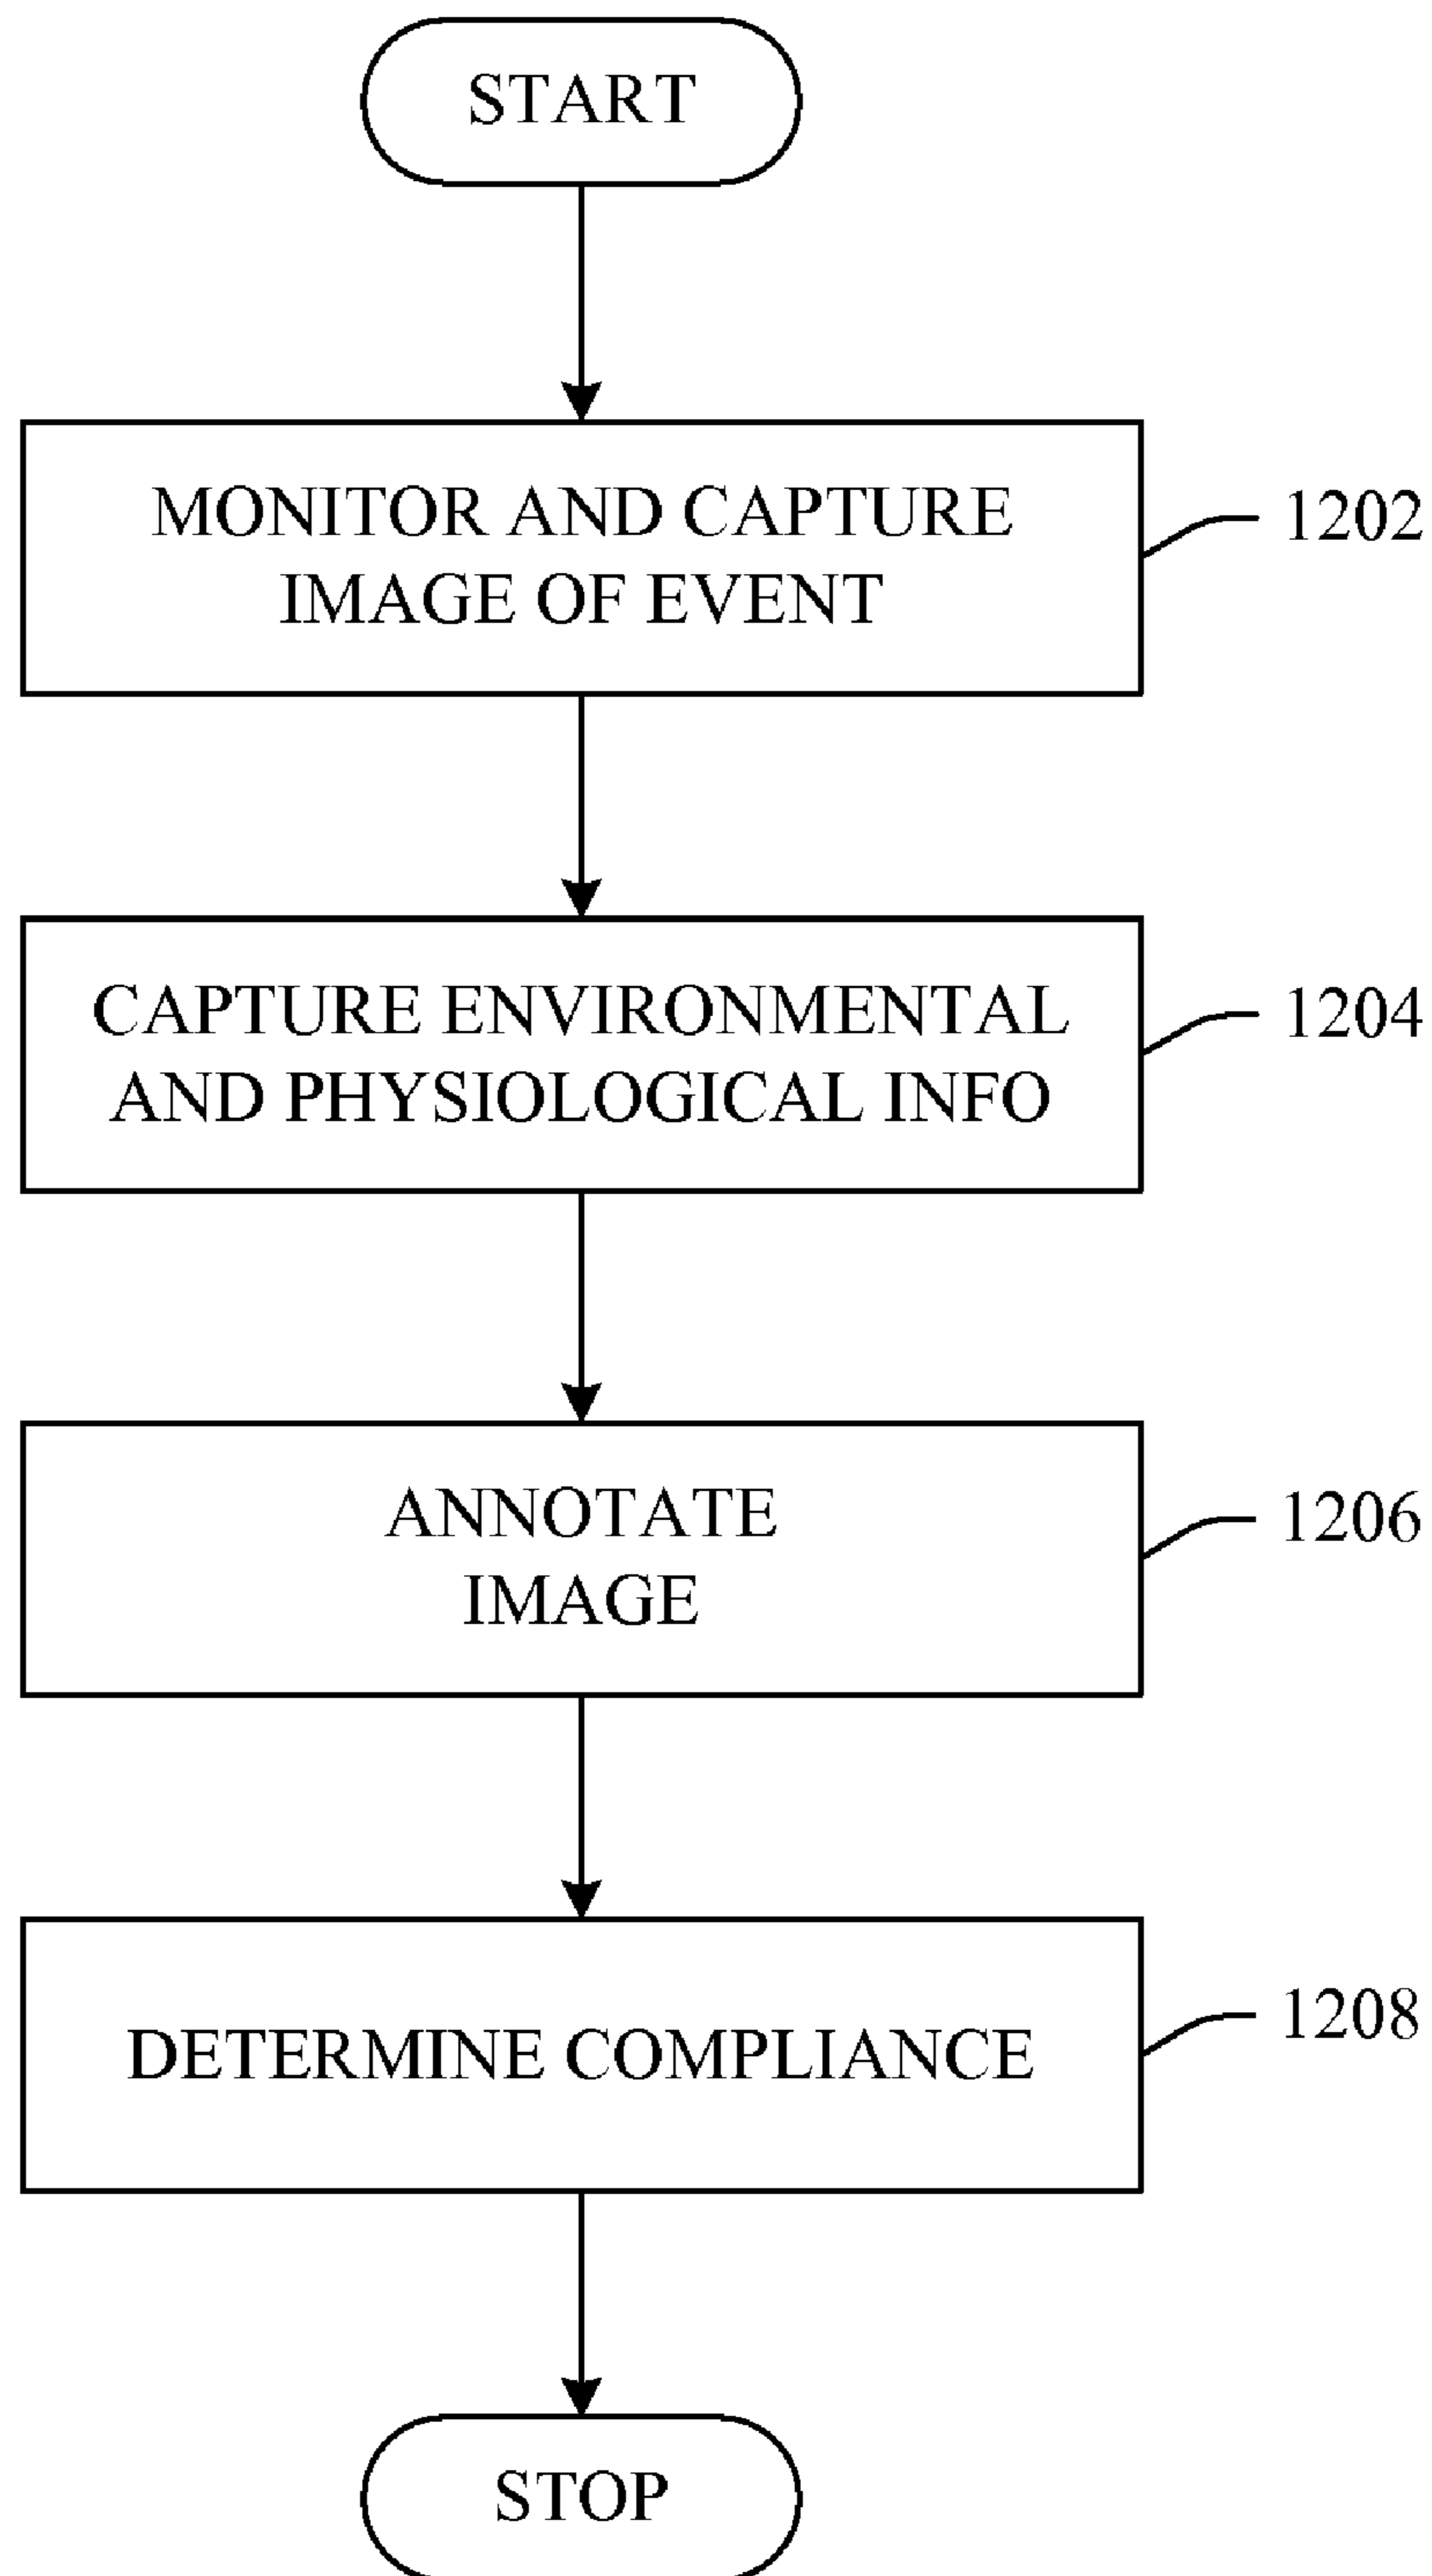 START
MONITOR AND CAPTURE
IMAGE OF EVENT
1202
CAPTURE ENVIRONMENTAL
AND PHYSIOLOGICAL INFO
1204
ANNOTATE
IMAGE
1206
DETERMINE COMPLIANCE
1208
STOP